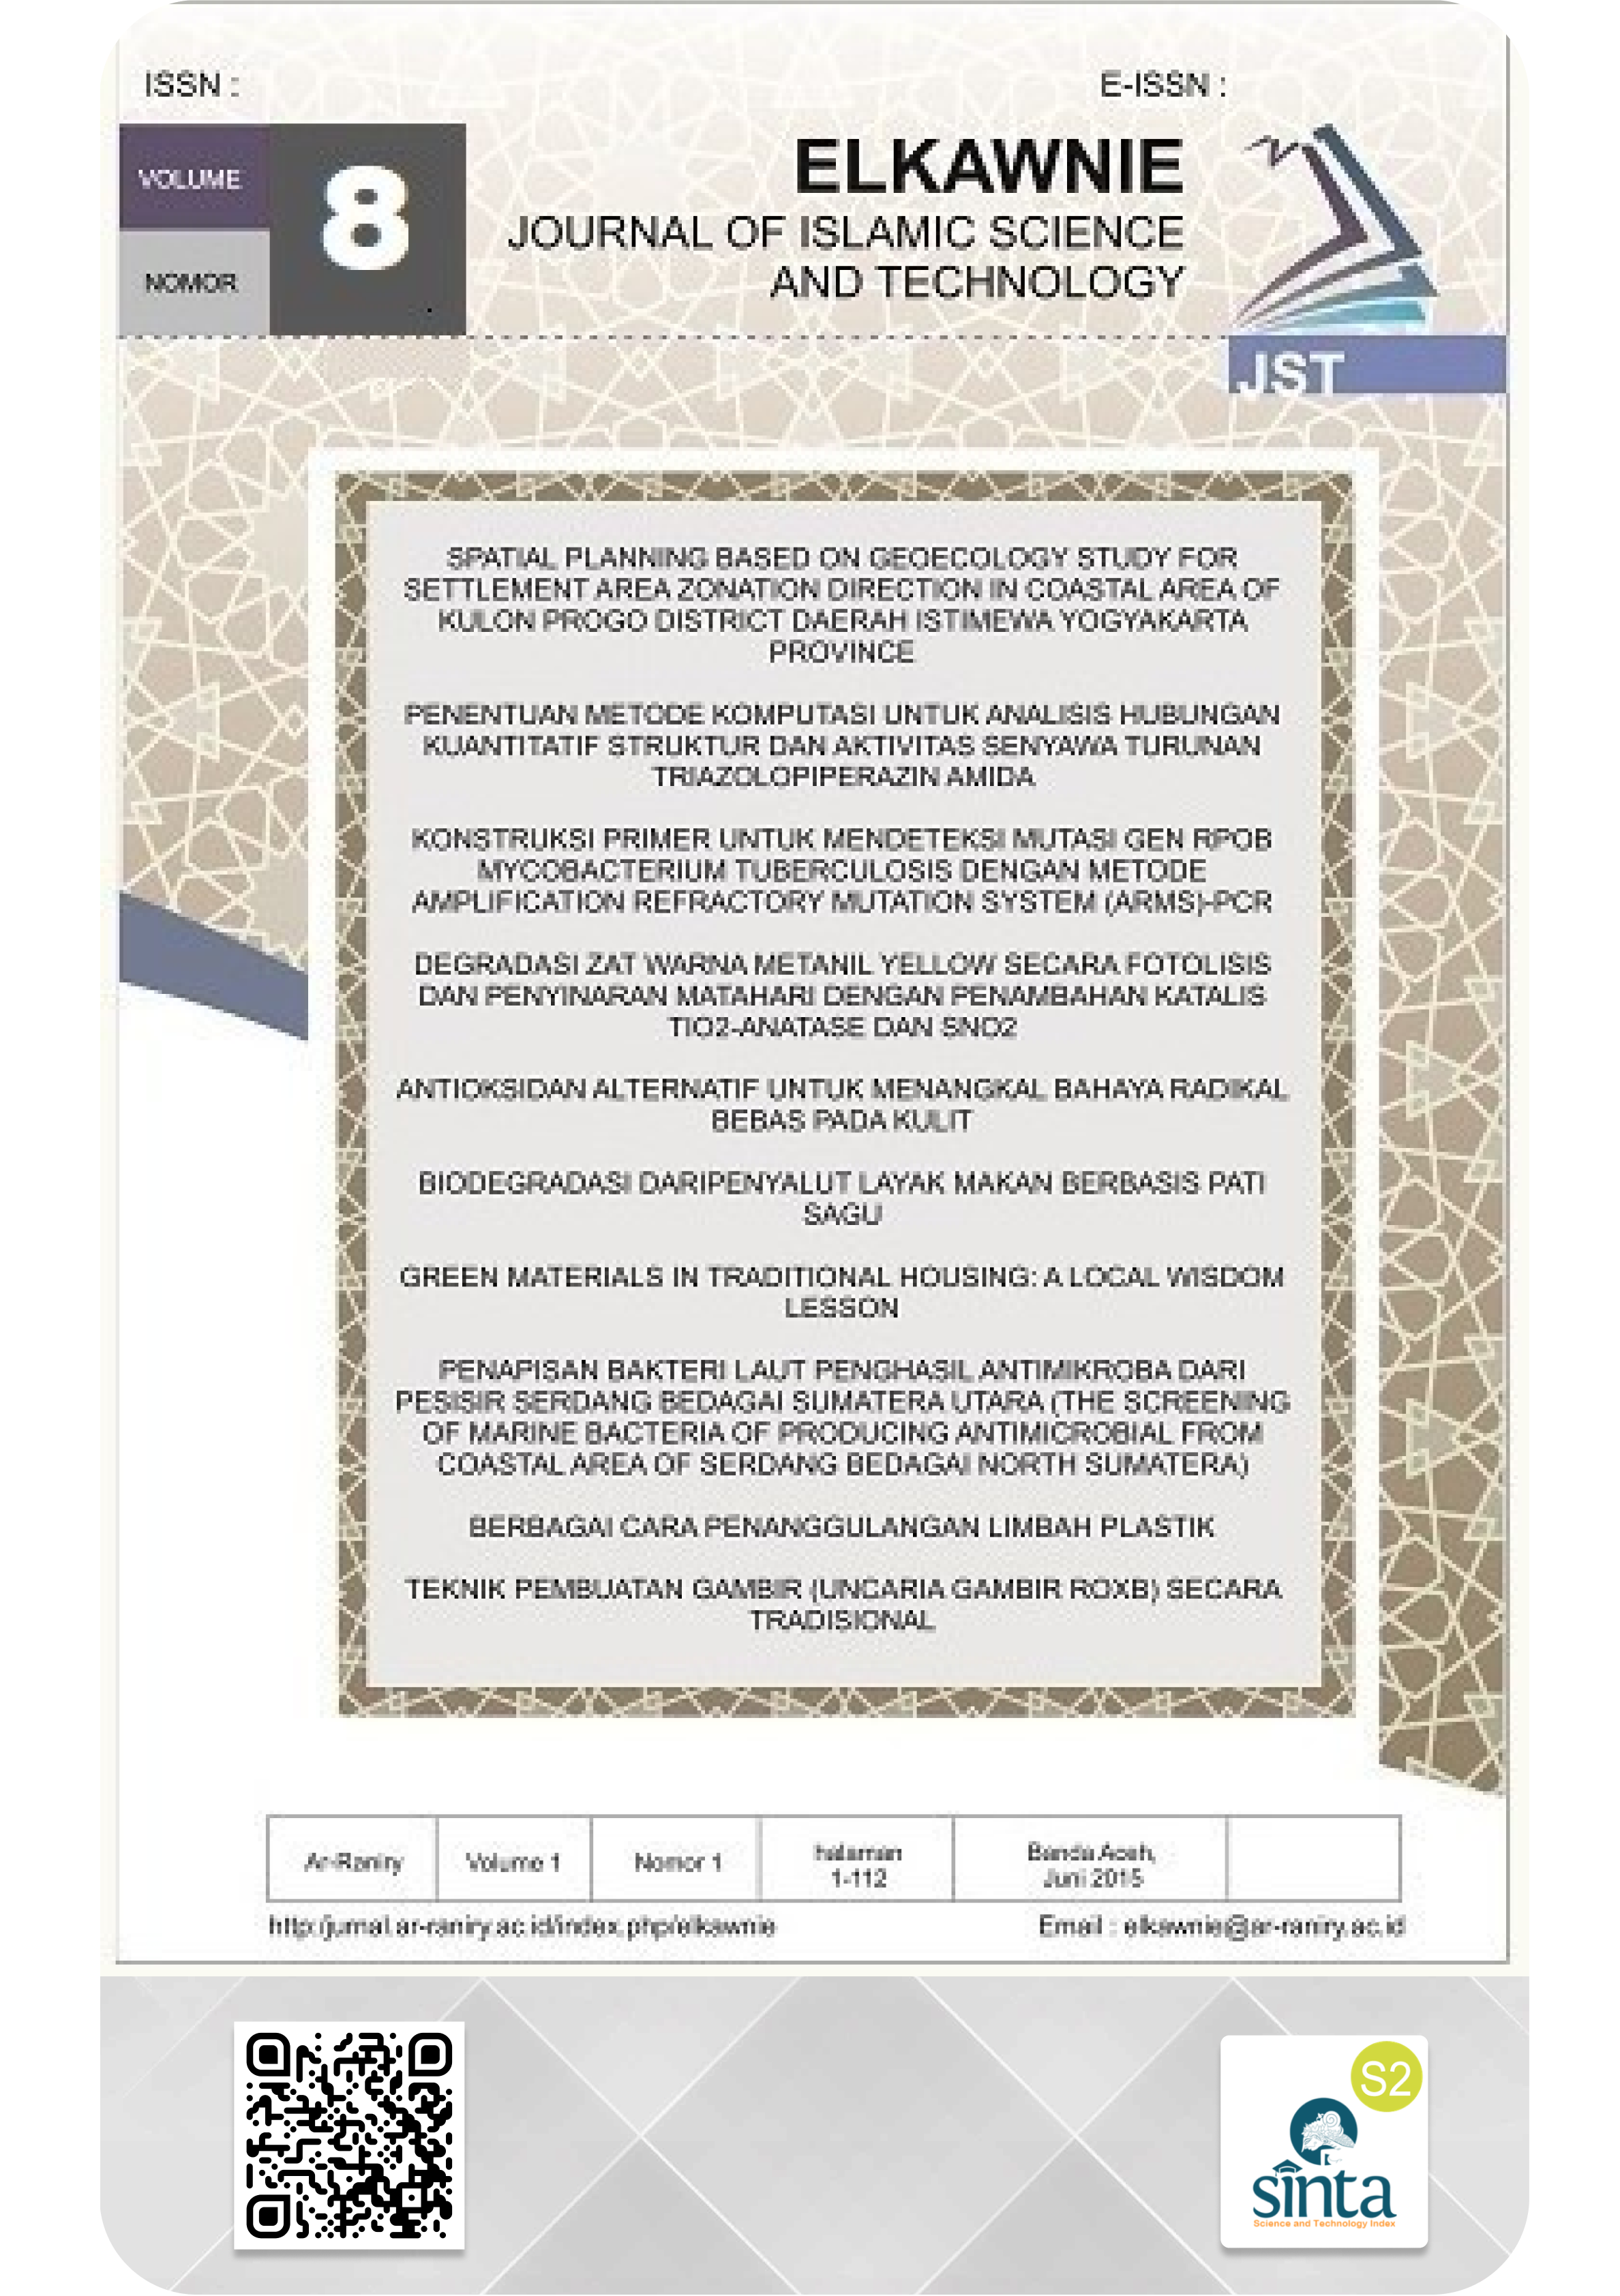 ISSN :
E-ISSN :
VOLUME
NOMOR
8
ELKAWNIE
JOURNAL OF ISLAMIC SCIENCE
AND TECHNOLOGY
JST
SPATIAL PLANNING BASED ON GEOECOLOGY STUDY FOR
SETTLEMENT AREA ZONATION DIRECTION IN COASTAL AREA OF
KULON PROGO DISTRICT DAERAH ISTIMEWA YOGYAKARTA
PROVINCE
PENENTUAN METODE KOMPUTASI UNTUK ANALISIS HUBUNGAN
KUANTITATIF STRUKTUR DAN AKTIVITAS SENYAWA TURUNAN
TRIAZOLOPIPERAZIN AMIDA
KONSTRUKSI PRIMER UNTUK MENDETEKSI MUTASI GEN RPOB
MYCOBACTERIUM TUBERCULOSIS DENGAN METODE
AMPLIFICATION REFRACTORY MUTATION SYSTEM (ARMS)-PCR
DEGRADASI ZAT WARNA METANIL YELLOW SECARA FOTOLISIS
DAN PENYINARAN MATAHARI DENGAN PENAMBAHAN KATALIS
TIO2-ANATASE DAN SNO2
ANTIOKSIDAN ALTERNATIF UNTUK MENANGKAL BAHAYA RADIKAL
BEBAS PADA KULIT
BIODEGRADASI DARIPENYALUT LAYAK MAKAN BERBASIS PATI
SAGU
GREEN MATERIALS IN TRADITIONAL HOUSING: A LOCAL WISDOM
LESSON
PENAPISAN BAKTERI LAUT PENGHASIL ANTIMIKROBA DARI
PESISIR SERDANG BEDAGAI SUMATERA UTARA (THE SCREENING
OF MARINE BACTERIA OF PRODUCING ANTIMICROBIAL FROM
COASTAL AREA OF SERDANG BEDAGAI NORTH SUMATERA)
BERBAGAI CARA PENANGGULANGAN LIMBAH PLASTIK
TEKNIK PEMBUATAN GAMBIR (UNCARIA GAMBIR ROXB) SECARA
TRADISIONAL
Ar-Raniry
Volume 1
Nomor 1
halaman
1-112
Banda Aceh,
Juni 2015
http:/jurnal.ar-raniry.ac.id/index.php/elkawnie
Email : elkawnie@ar-raniry.ac.id
S2
sinta
Science and Technology Index